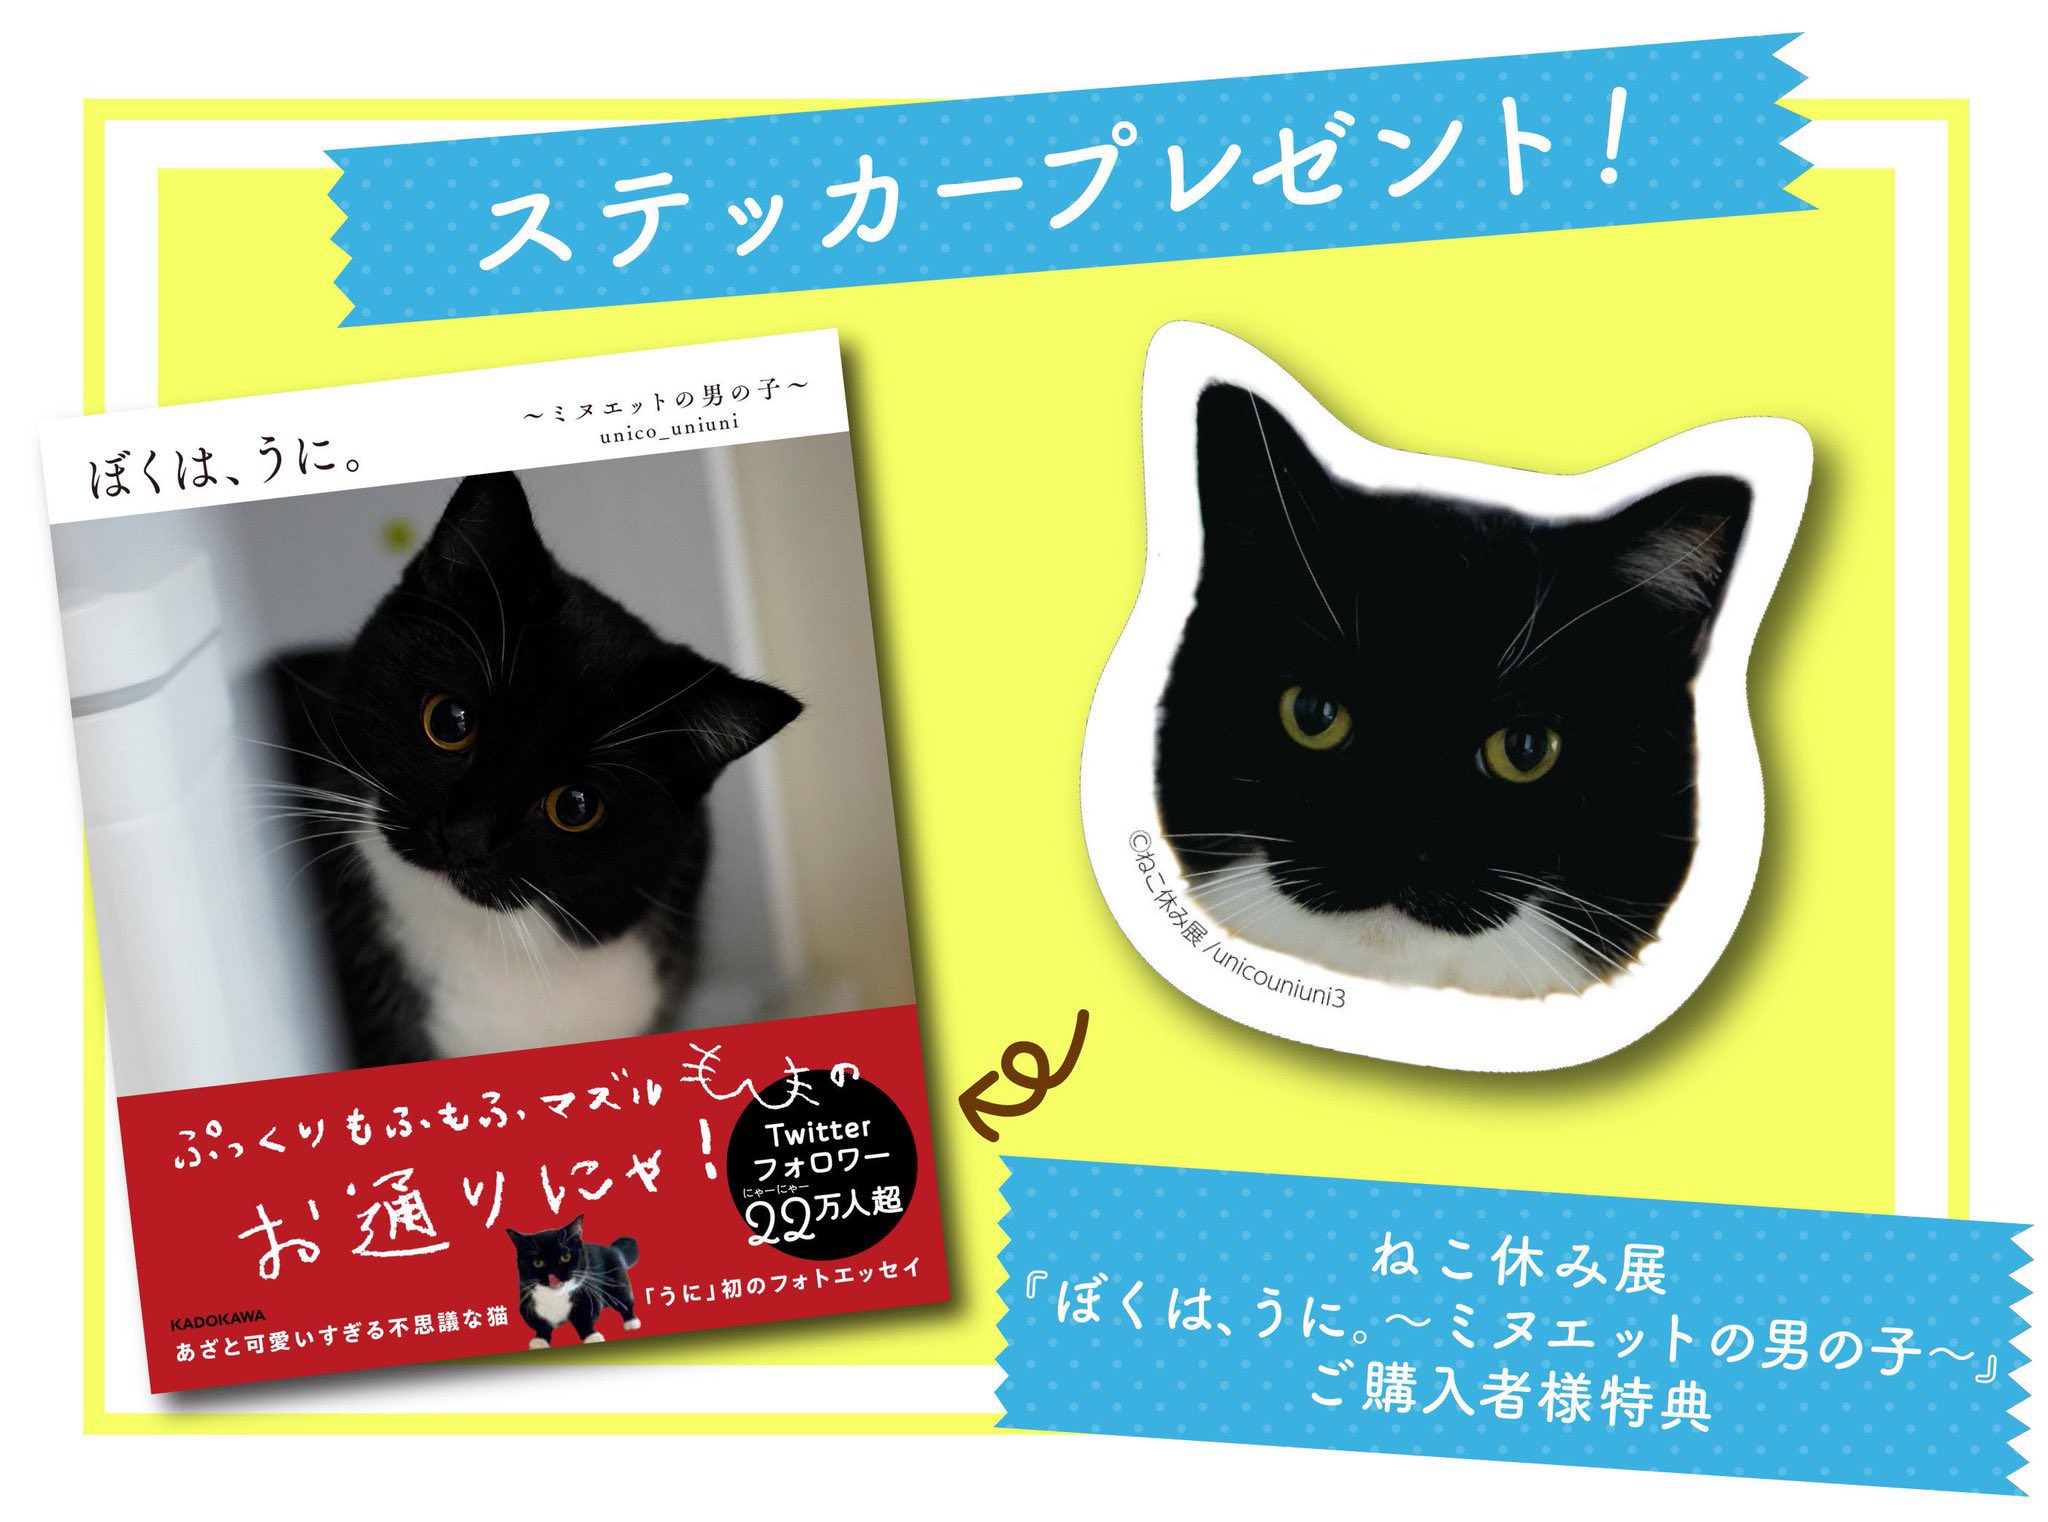 ステッカープレゼント!
ぼくは、うに。
～ミヌエットの男の子～
unico_uniuni
ぷっくりもふもふマズル
お通りにゃ!
の
Twitter
フォロワー
にゃーにゃー
22万人超
KADOKAWA
あざと可愛いすぎる不思議な猫
「うに」初のフォトエッセイ
©ねこ休み展 /unicouniuni3
ねこ休み展
『ぼくは、うに。～ミヌエットの男の子～』
ご購入者様特典